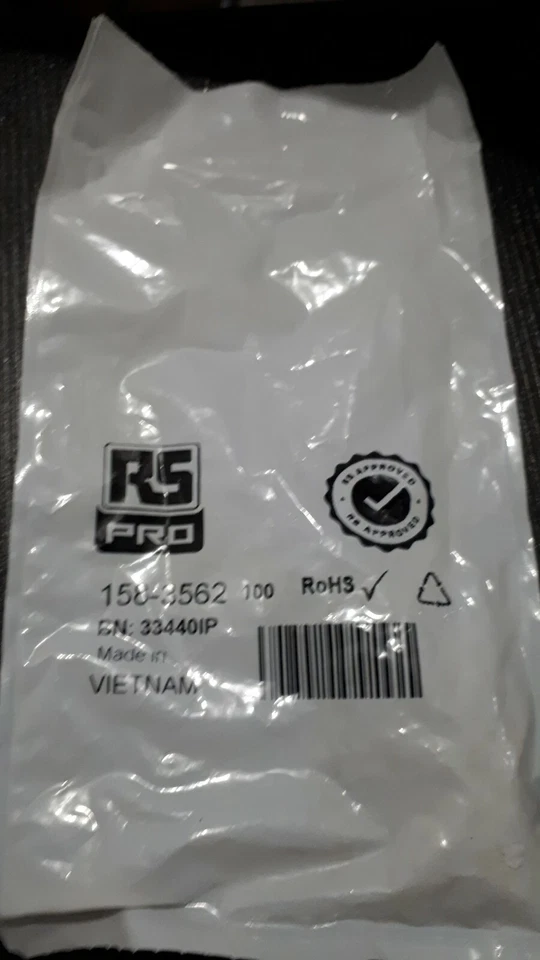 RS
PRO
RS APPROVED
RS APPROVED
158-3562 100 RoHS
BN: 33440IP
Made in
VIETNAM